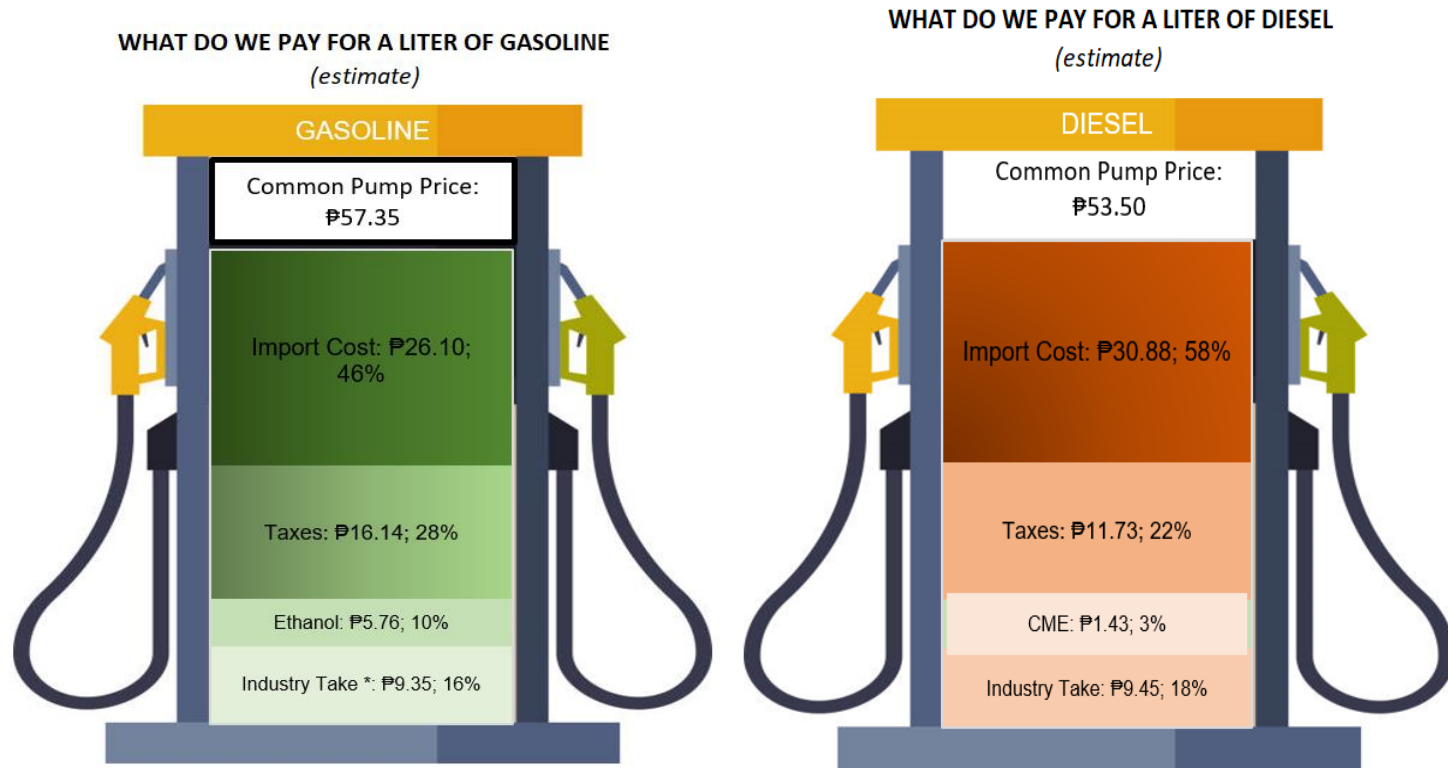 WHAT DO WE PAY FOR A LITER OF GASOLINE
(estimate)
GASOLINE
Common Pump Price:
₱57.35
Import Cost: ₱26.10;
46%
Taxes: ₱16.14; 28%
Ethanol: ₱5.76; 10%
Industry Take *: ₱9.35; 16%
WHAT DO WE PAY FOR A LITER OF DIESEL
(estimate)
DIESEL
Common Pump Price:
₱53.50
Import Cost: ₱30.88; 58%
Taxes: ₱11.73; 22%
CME: ₱1.43; 3%
Industry Take: ₱9.45; 18%